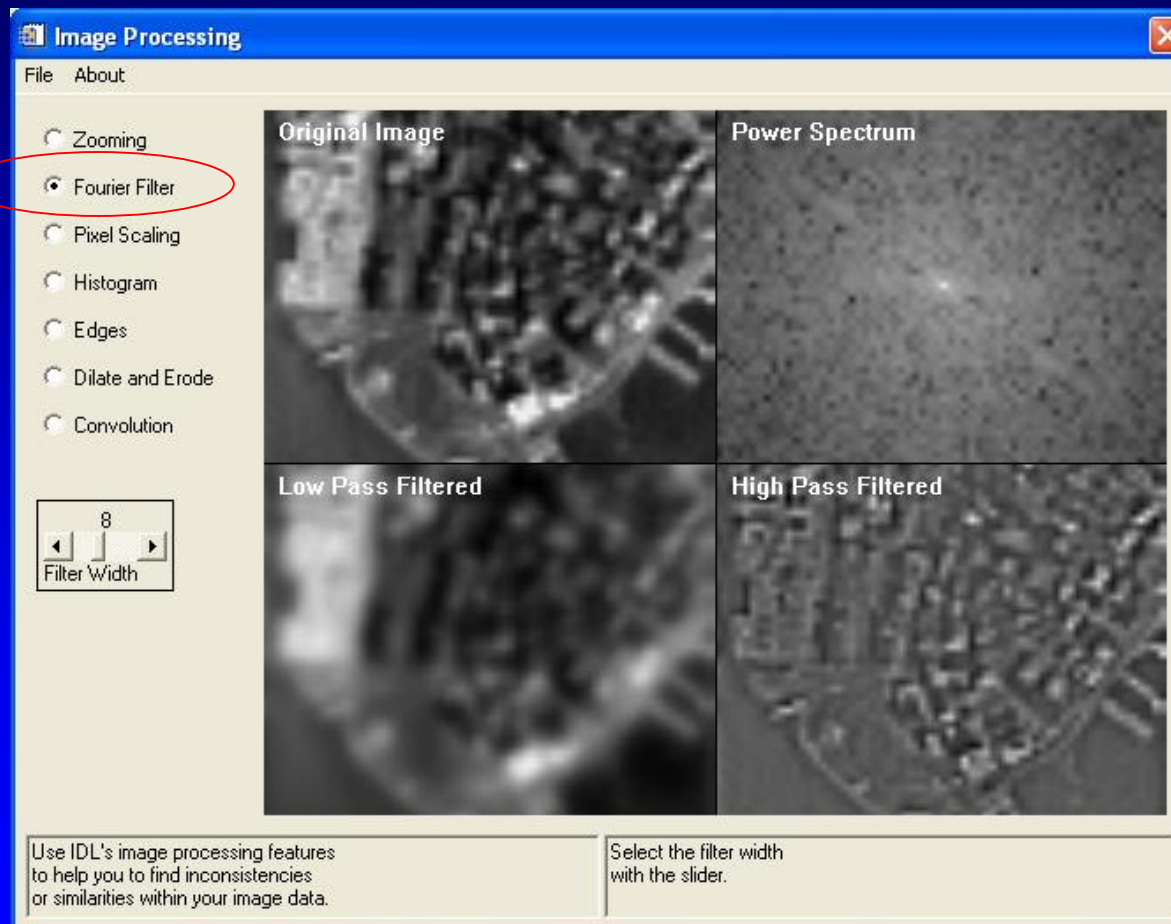 Image Processing
File About
Zooming
Fourier Filter
Pixel Scaling
Histogram
Edges
Dilate and Erode
Convolution
8
Filter Width
Original Image
Power Spectrum
Low Pass Filtered
High Pass Filtered
Use IDL's image processing features
to help you to find inconsistencies
or similarities within your image data.
Select the filter width
with the slider.